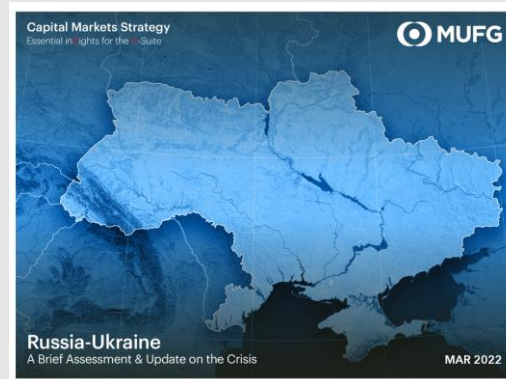 Capital Markets Strategy
Essential inSights for the C-Suite
MUFG
Russia-Ukraine
A Brief Assessment & Update on the Crisis
MAR 2022